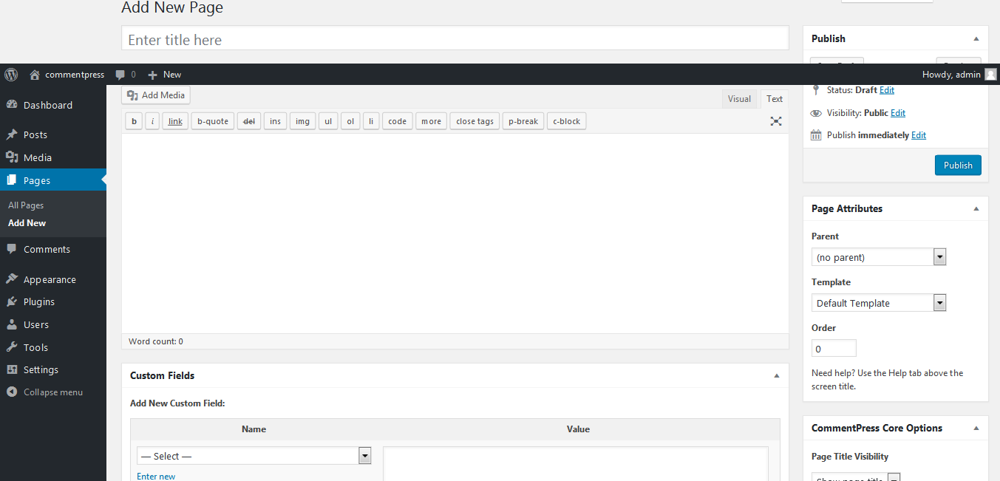 Add New Page
Enter title here
Publish
commentpress 0 New Howdy, admin
Dashboard
Posts
Media
Pages
All Pages
Add New
Comments
Appearance
Plugins
Users
Tools
Settings
Collapse menu
Add Media
Visual Text
b i link b-quote del ins img ul ol li code more close tags p-break c-block
Word count: 0
Custom Fields
Add New Custom Field:
Name Value
— Select —
Enter new
Status: Draft Edit
Visibility: Public Edit
Publish immediately Edit
Publish
Page Attributes
Parent
(no parent)
Template
Default Template
Order
0
Need help? Use the Help tab above the
screen title.
CommentPress Core Options
Page Title Visibility
Show page title